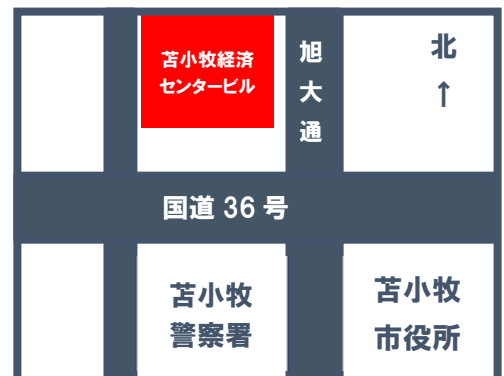 苫小牧経済
センタービル
旭大通
北
↑
国道 36 号
苫小牧
警察署
苫小牧
市役所